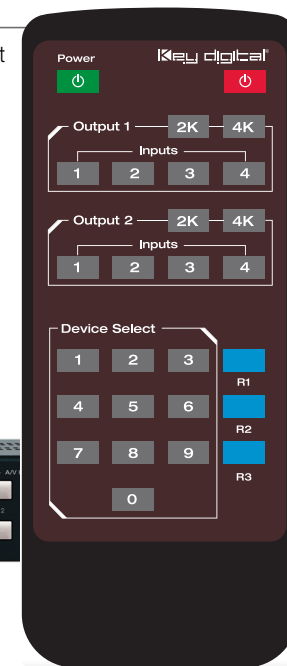 t
Power Key digital
Output 1 2K 4K
Inputs
1 2 3 4
Output 2 2K 4K
Inputs
1 2 3 4
Device Select
1 2 3
R1
4 5 6
R2
7 8 9
R3
A/V
2
0